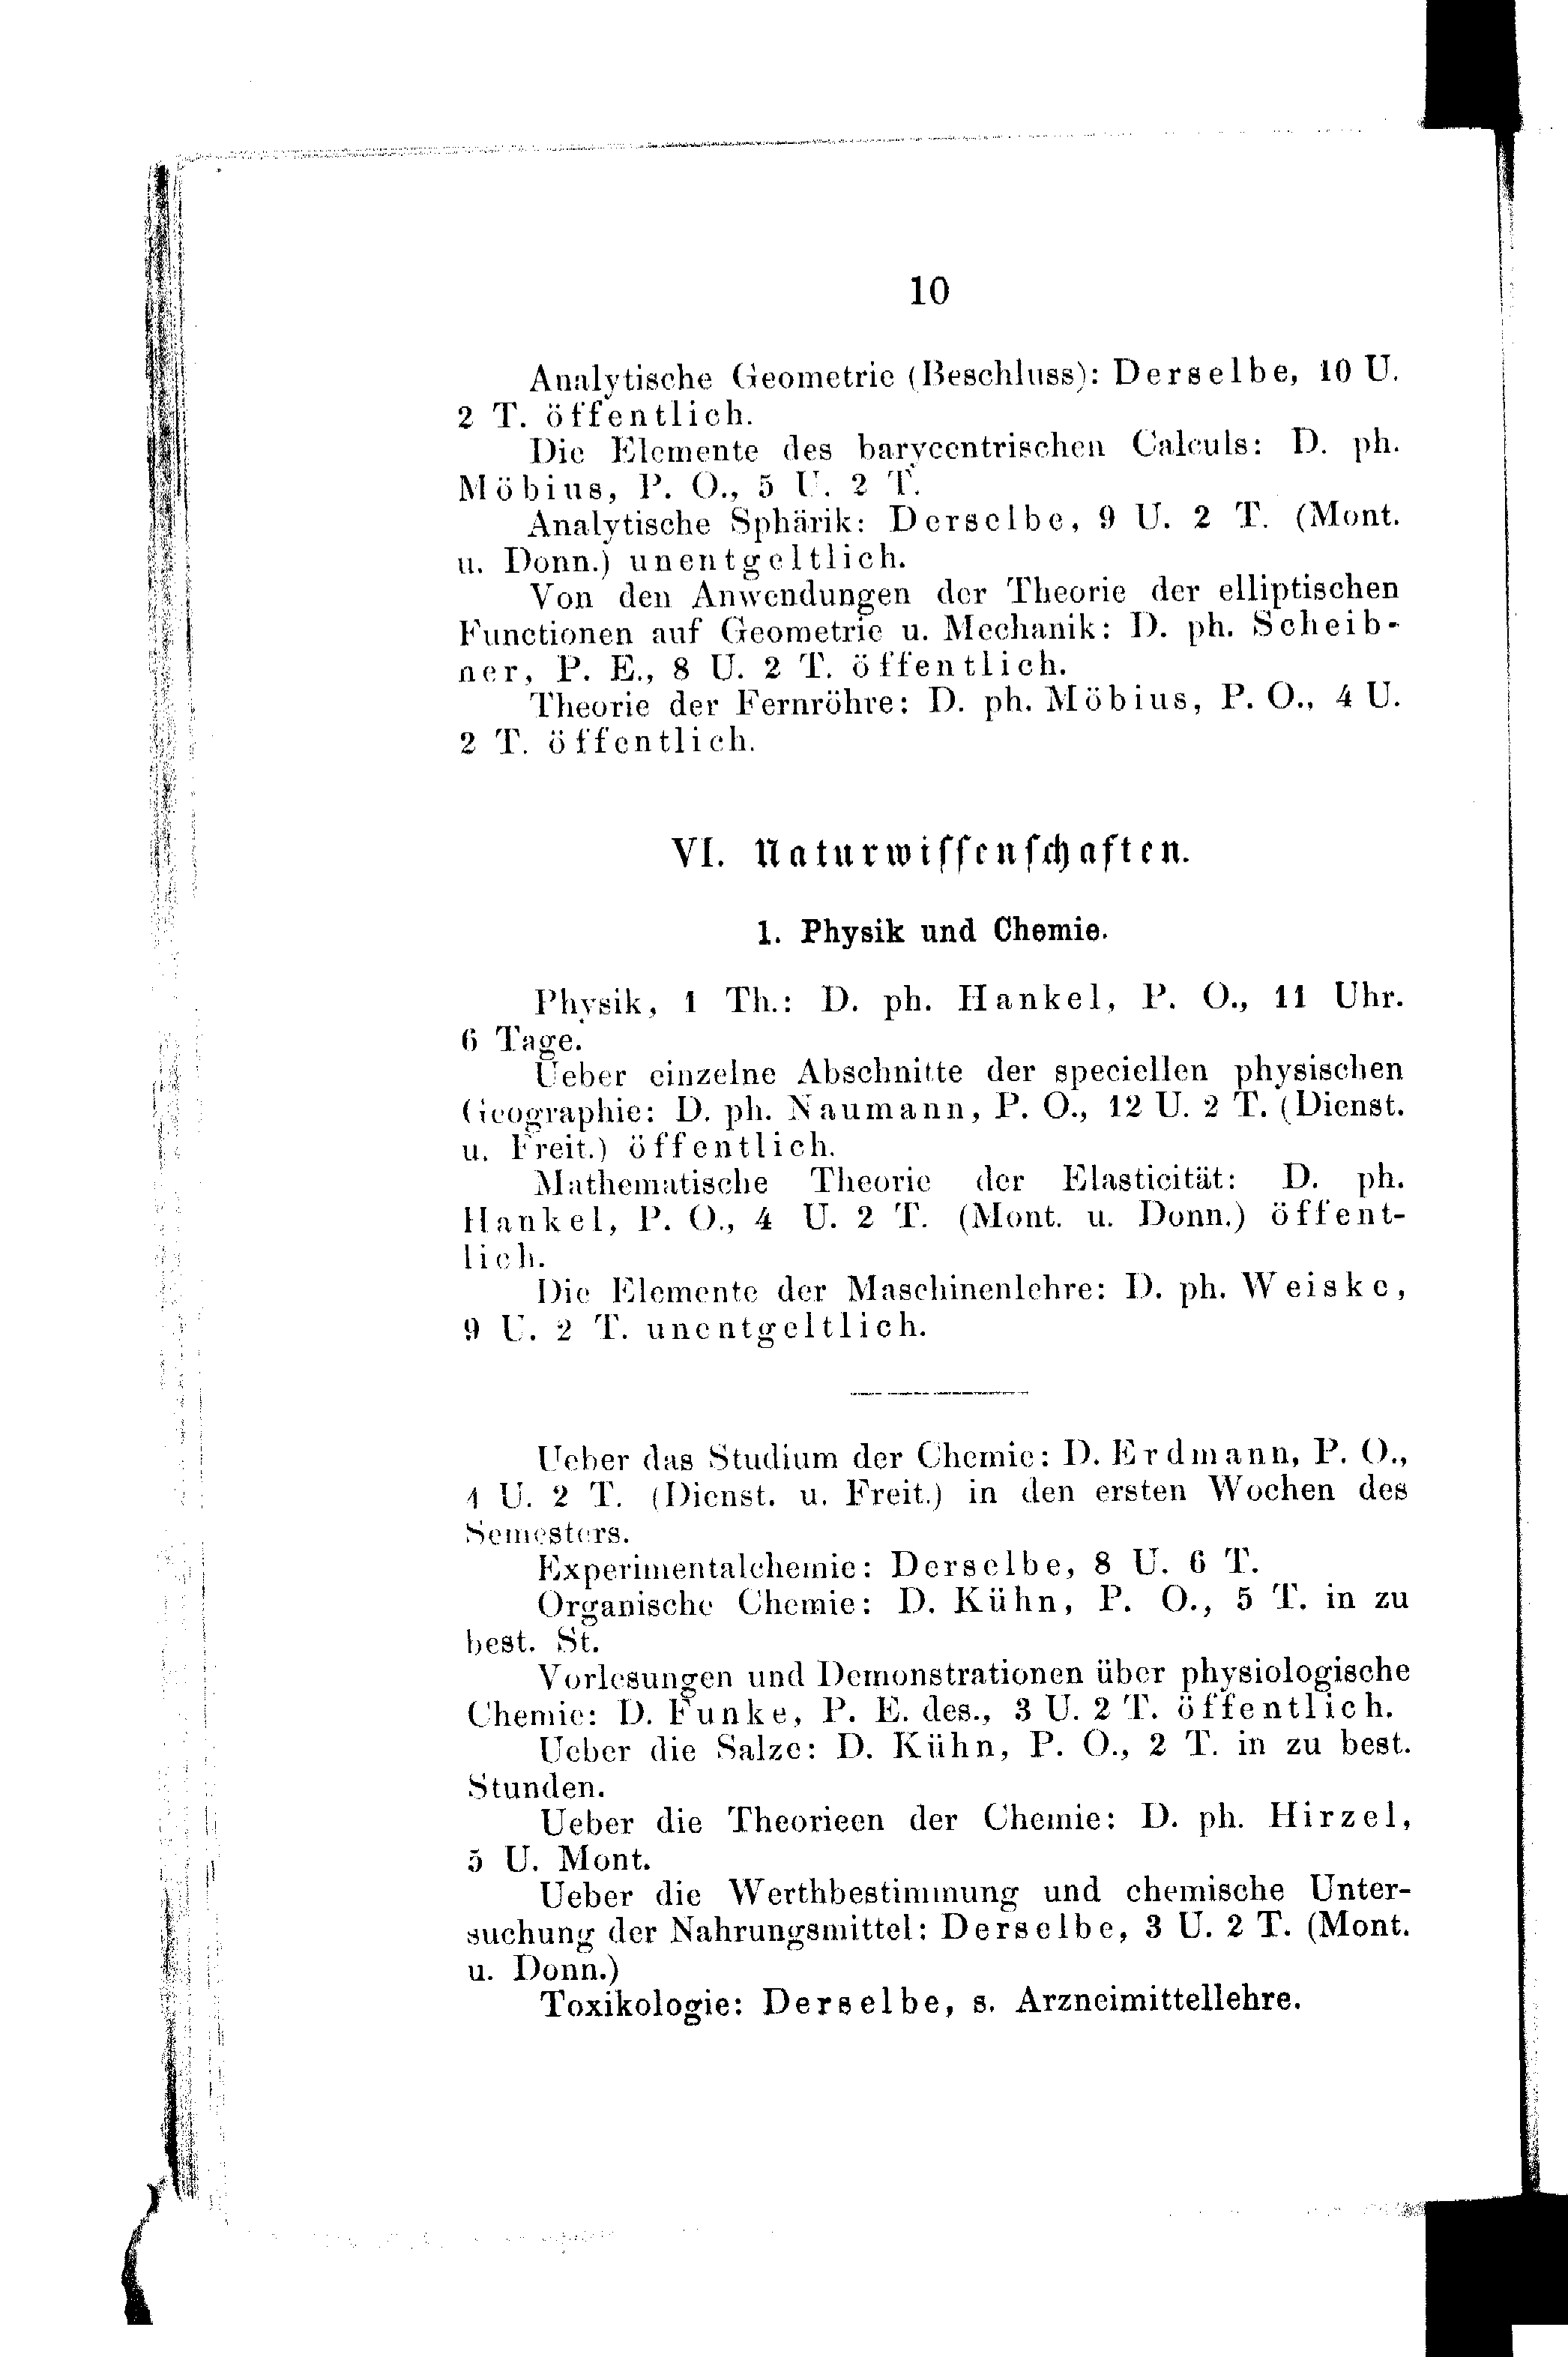 10
Analytische Geometrie (Beschluss): Derselbe, 10 U.
2 T. öffentlich.
Die Elemente des barycentrischen Calculs: D. ph.
Möbius, P. O., 5 U. 2 T.
Analytische Sphärik: Derselbe, 9 U. 2 T. (Mont.
u. Donn.) unentgeltlich.
Von den Anwendungen der Theorie der elliptischen
Functionen auf Geometrie u. Mechanik: D. ph. Scheib-
ner, P. E., 8 U. 2 T. öffentlich.
Theorie der Fernröhre: D. ph. Möbius, P. O., 4 U.
2 T. öffentlich.
VI. Naturwissenschaften.
1. Physik und Chemie.
Physik, 1 Th.: D. ph. Hankel, P. O., 11 Uhr.
6 Tage.
Ueber einzelne Abschnitte der speciellen physischen
Geographie: D. ph. Naumann, P. O., 12 U. 2 T. (Dienst.
u. Freit.) öffentlich.
Mathematische Theorie der Elasticität: D. ph.
Hankel, P. O., 4 U. 2 T. (Mont. u. Donn.) öffent-
lich.
Die Elemente der Maschinenlehre: D. ph. Weiske,
9 U. 2 T. unentgeltlich.
Ueber das Studium der Chemie: D. Erdmann, P. O.,
4 U. 2 T. (Dienst. u. Freit.) in den ersten Wochen des
Semesters.
Experimentalchemie: Derselbe, 8 U. 6 T.
Organische Chemie: D. Kühn, P. O., 5 T. in zu
best. St.
Vorlesungen und Demonstrationen über physiologische
Chemie: D. Funke, P. E. des., 3 U. 2 T. öffentlich.
Ueber die Salze: D. Kühn, P. O., 2 T. in zu best.
Stunden.
Ueber die Theorieen der Chemie: D. ph. Hirzel,
5 U. Mont.
Ueber die Werthbestimmung und chemische Unter-
suchung der Nahrungsmittel: Derselbe, 3 U. 2 T. (Mont.
u. Donn.)
Toxikologie: Derselbe, s. Arzneimittellehre.